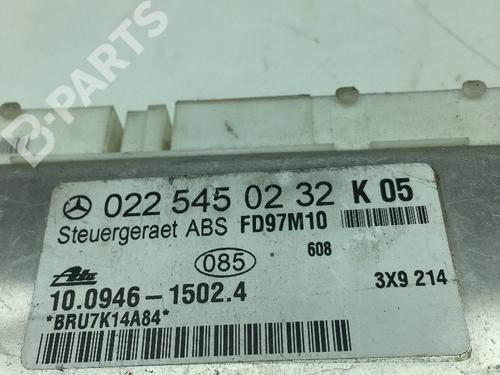 B-PARTS
022 545 02 32 K 05
Steuergeraet ABS FD97M10
085
608
Ate
3X9 214
10.0946-1502.4
*BRU7K14A84*